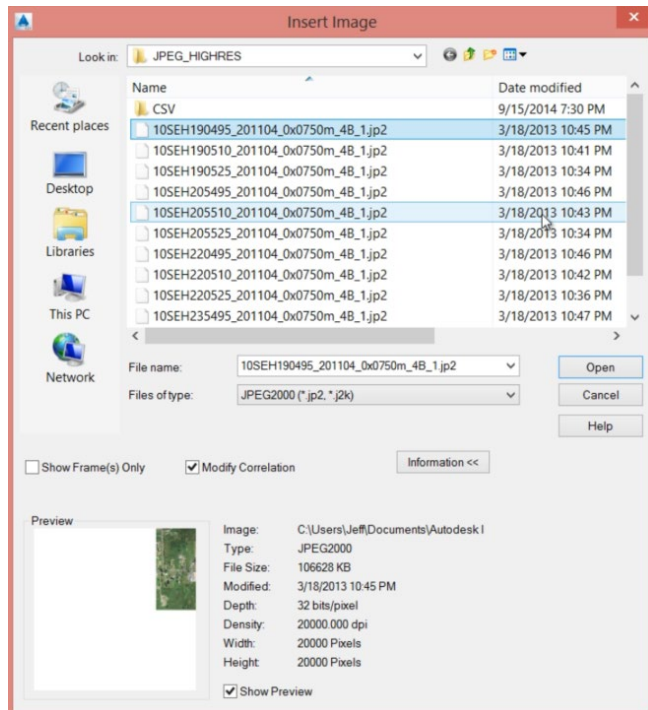 Insert Image
Look in: JPEG_HIGHRES
Recent places
Desktop
Libraries
This PC
Network
Name Date modified
CSV 9/15/2014 7:30 PM
10SEH190495_201104_0x0750m_4B_1.jp2 3/18/2013 10:45 PM
10SEH190510_201104_0x0750m_4B_1.jp2 3/18/2013 10:41 PM
10SEH190525_201104_0x0750m_4B_1.jp2 3/18/2013 10:34 PM
10SEH205495_201104_0x0750m_4B_1.jp2 3/18/2013 10:46 PM
10SEH205510_201104_0x0750m_4B_1.jp2 3/18/2013 10:43 PM
10SEH205525_201104_0x0750m_4B_1.jp2 3/18/2013 10:34 PM
10SEH220495_201104_0x0750m_4B_1.jp2 3/18/2013 10:46 PM
10SEH220510_201104_0x0750m_4B_1.jp2 3/18/2013 10:42 PM
10SEH220525_201104_0x0750m_4B_1.jp2 3/18/2013 10:36 PM
10SEH235495_201104_0x0750m_4B_1.jp2 3/18/2013 10:47 PM
File name: 10SEH190495_201104_0x0750m_4B_1.jp2 Open
Files of type: JPEG2000 (*.jp2, *.j2k) Cancel
Help
Show Frame(s) Only Modify Correlation Information <<
Preview
Image: C:\Users\Jeff\Documents\Autodesk I
Type: JPEG2000
File Size: 106628 KB
Modified: 3/18/2013 10:45 PM
Depth: 32 bits/pixel
Density: 20000.000 dpi
Width: 20000 Pixels
Height: 20000 Pixels
Show Preview